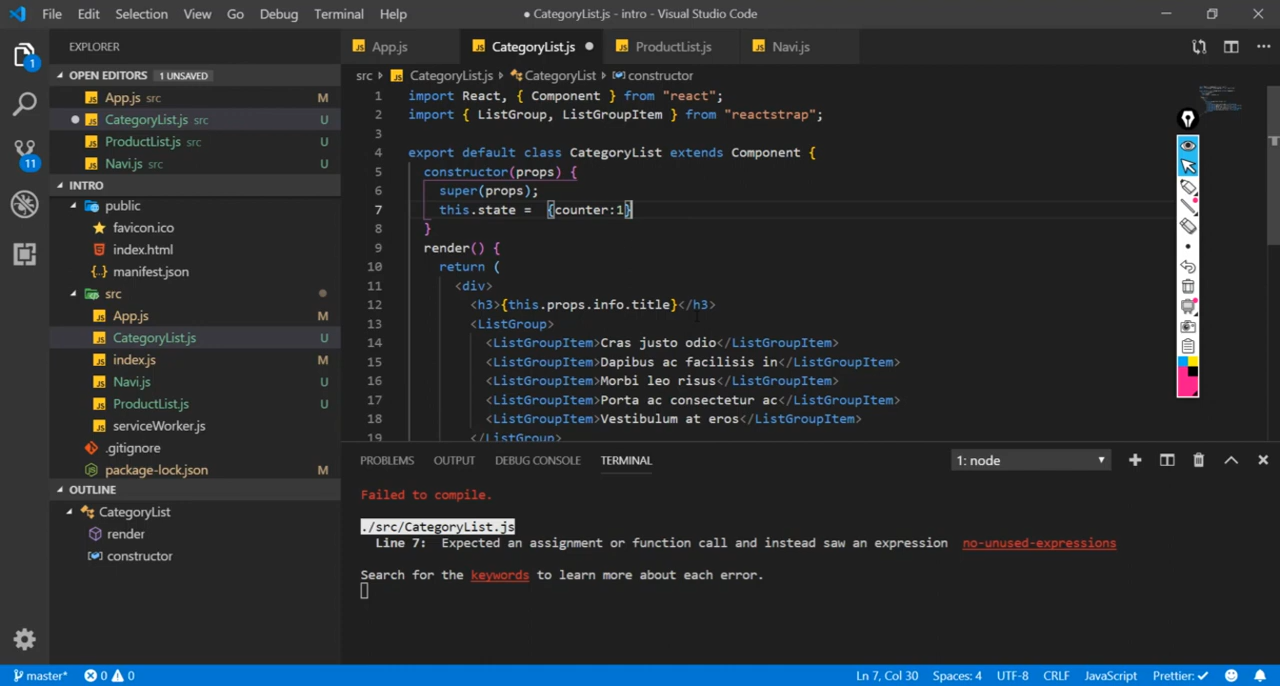 File Edit Selection View Go Debug Terminal Help
● CategoryList.js - intro - Visual Studio Code
EXPLORER
App.js
CategoryList.js
ProductList.js
Navi.js
OPEN EDITORS 1 UNSAVED
App.js src M
CategoryList.js src U
ProductList.js src U
Navi.js src U
INTRO
public
favicon.ico
index.html
manifest.json
src
App.js M
CategoryList.js U
index.js M
Navi.js U
ProductList.js U
serviceWorker.js
.gitignore
package-lock.json M
OUTLINE
CategoryList
render
constructor
1
11
src CategoryList.js CategoryList constructor
1 import React, { Component } from "react";
2 import { ListGroup, ListGroupItem } from "reactstrap";
3
4 export default class CategoryList extends Component {
5 constructor(props) {
6 super(props);
7 this.state =  {counter:1}
8 }
9 render() {
10 return (
11 <div>
12 <h3>{this.props.info.title}</h3>
13 <ListGroup>
14 <ListGroupItem>Cras justo odio</ListGroupItem>
15 <ListGroupItem>Dapibus ac facilisis in</ListGroupItem>
16 <ListGroupItem>Morbi leo risus</ListGroupItem>
17 <ListGroupItem>Porta ac consectetur ac</ListGroupItem>
18 <ListGroupItem>Vestibulum at eros</ListGroupItem>
19 </ListGroup>
PROBLEMS OUTPUT DEBUG CONSOLE TERMINAL 1: node
Failed to compile.
./src/CategoryList.js
Line 7: Expected an assignment or function call and instead saw an expression no-unused-expressions
Search for the keywords to learn more about each error.
master* 0 0 Ln 7, Col 30 Spaces: 4 UTF-8 CRLF JavaScript Prettier: ✓